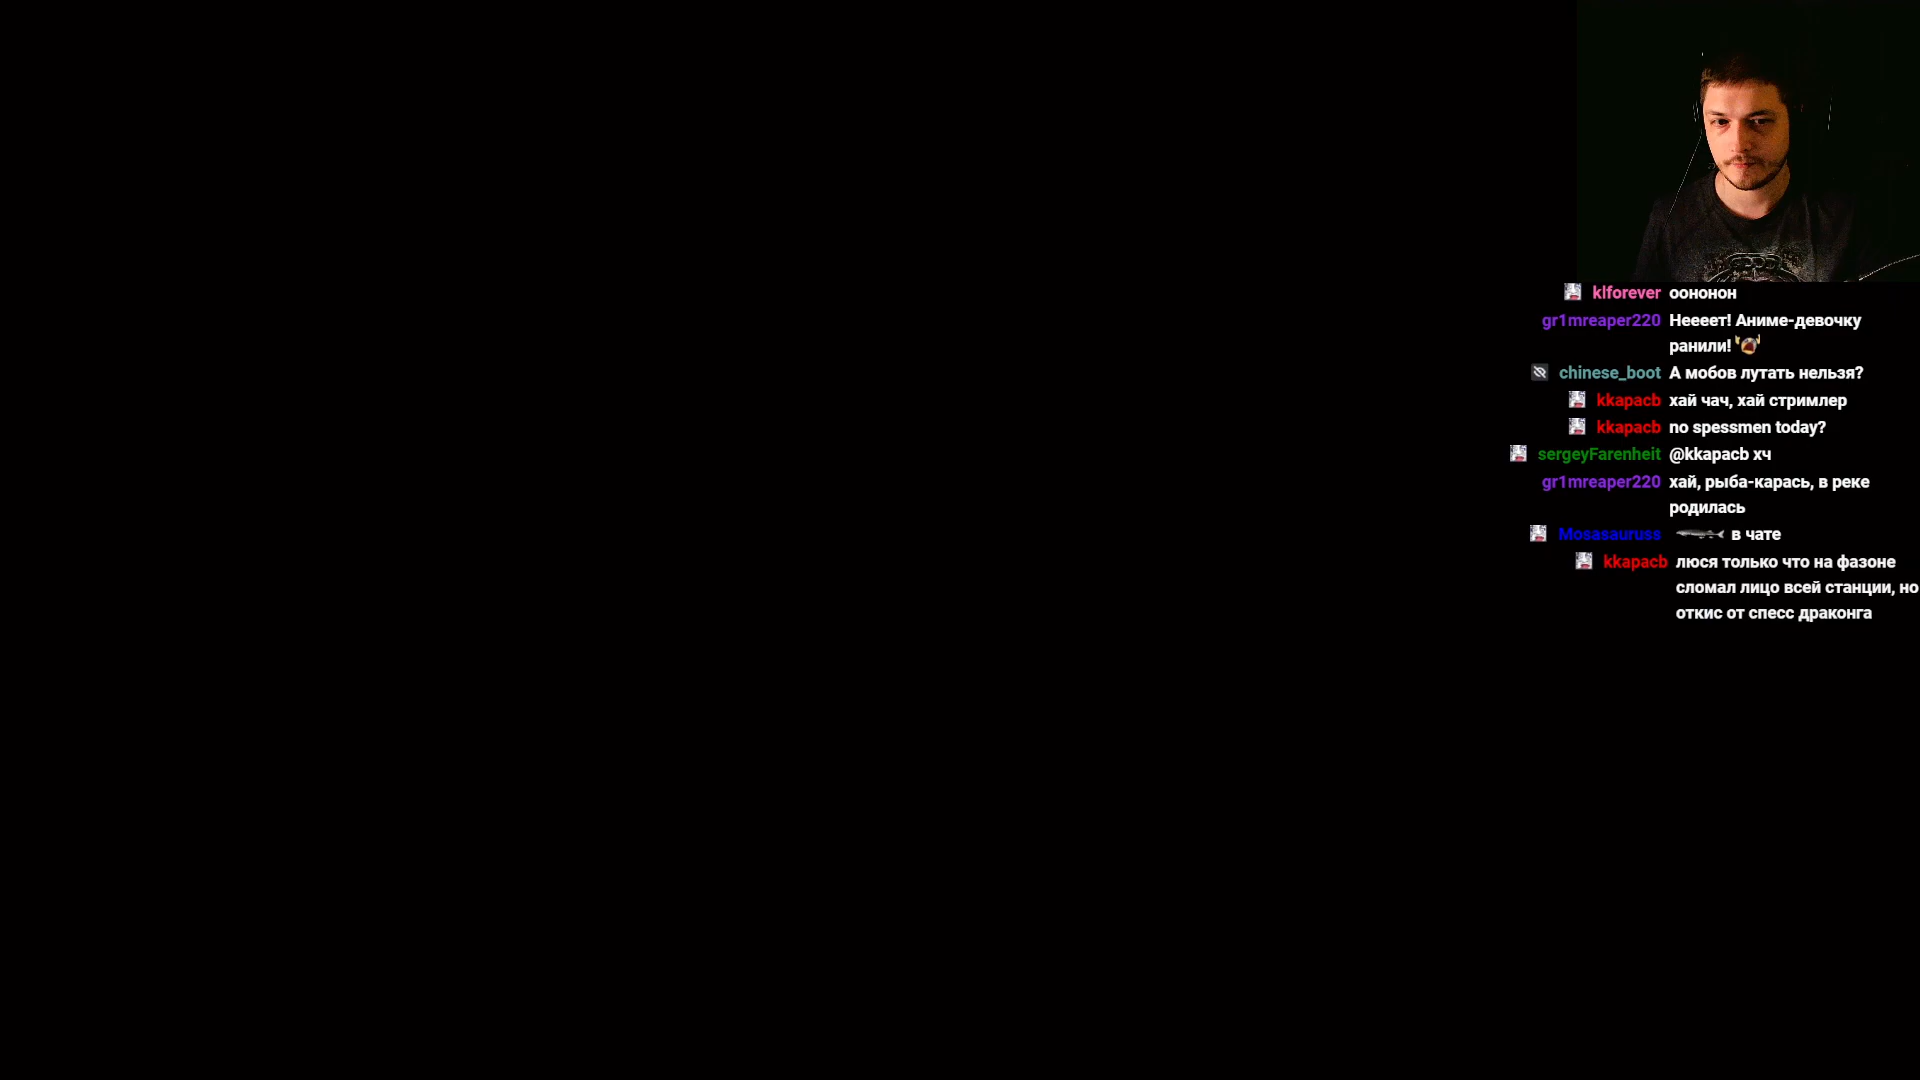 klforever оононон
gr1mreaper220 Неееет! Аниме-девочку
ранили!
chinese_boot А мобов лутать нельзя?
kkapacb хай чач, хай стримлер
kkapacb no spessmen today?
sergeyFarenheit @kkapacb хч
gr1mreaper220 хай, рыба-карась, в реке
родилась
Mosasauruss в чате
kkapacb люся только что на фазоне
сломал лицо всей станции, но
откис от спесс драконга